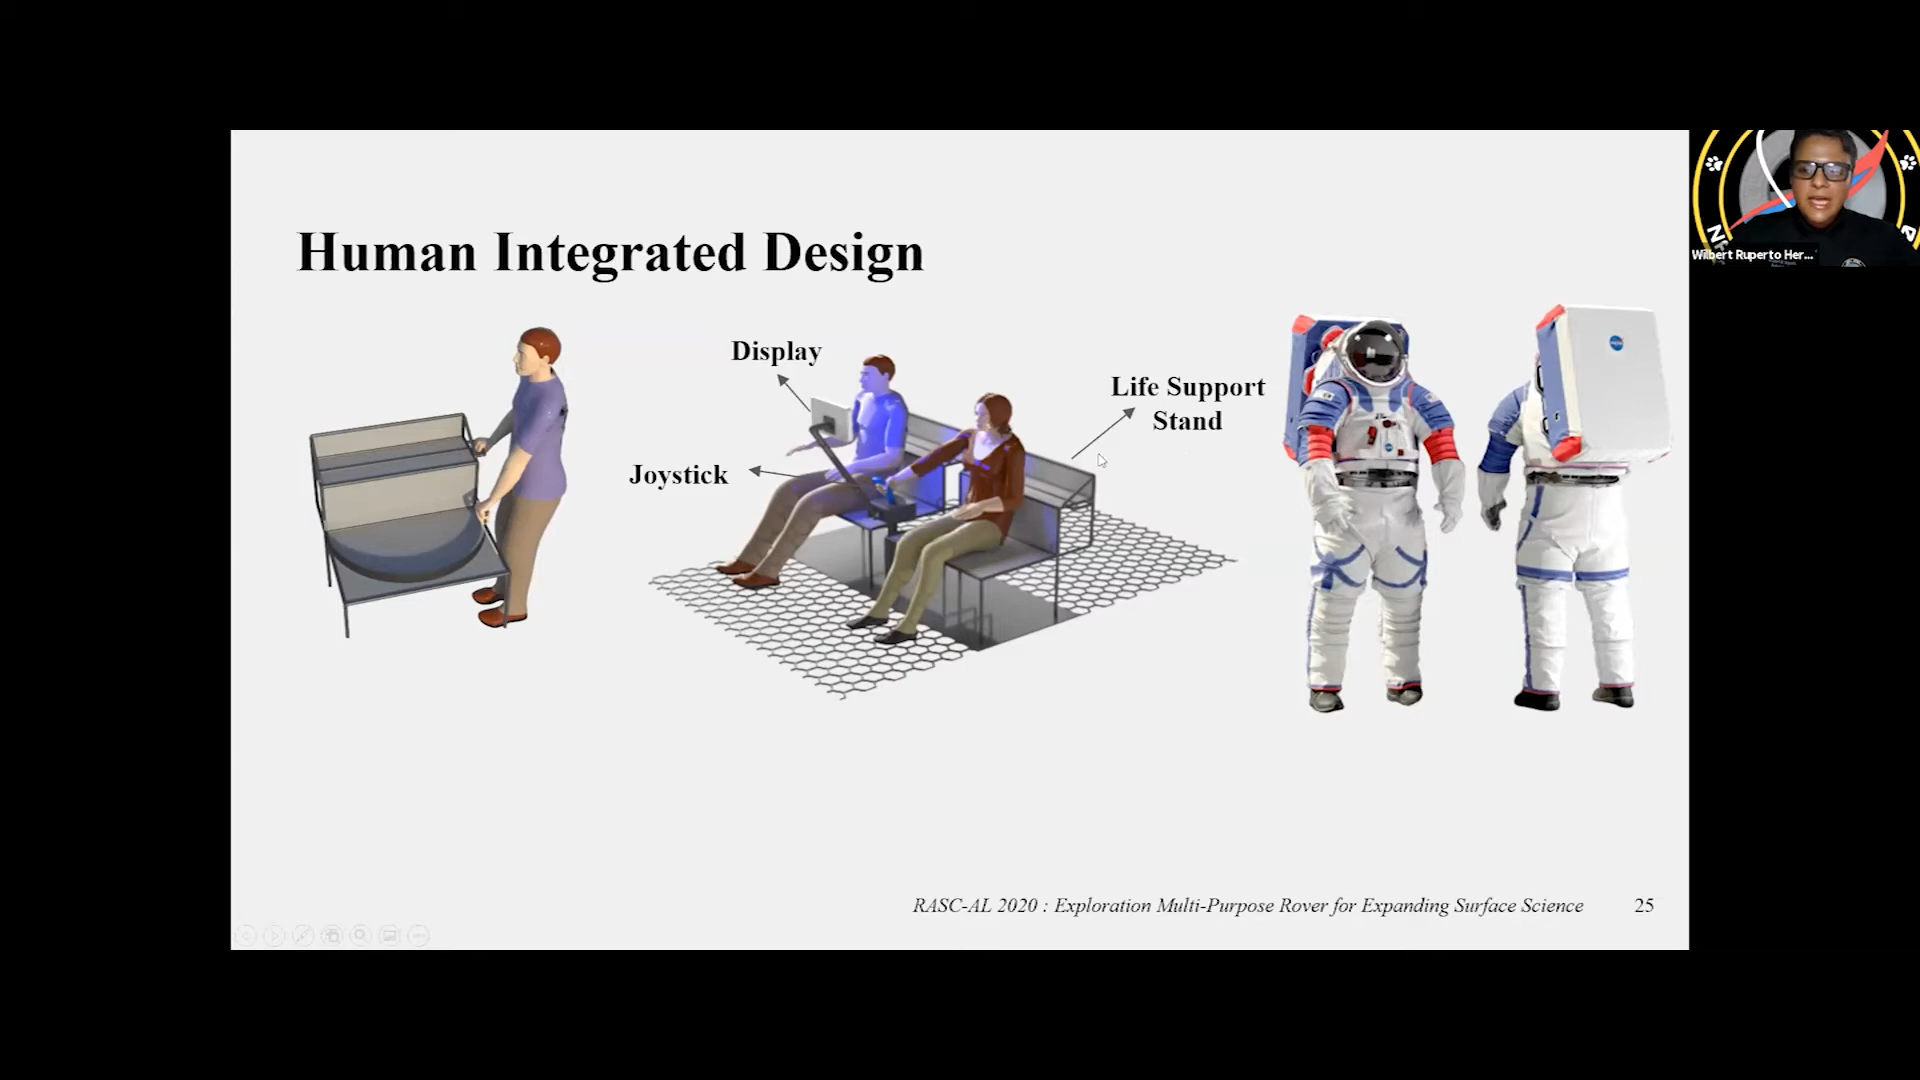 Human Integrated Design
Display
Life Support
Stand
Joystick
RASC-AL 2020 : Exploration Multi-Purpose Rover for Expanding Surface Science
25
Wilbert Ruperto Her...